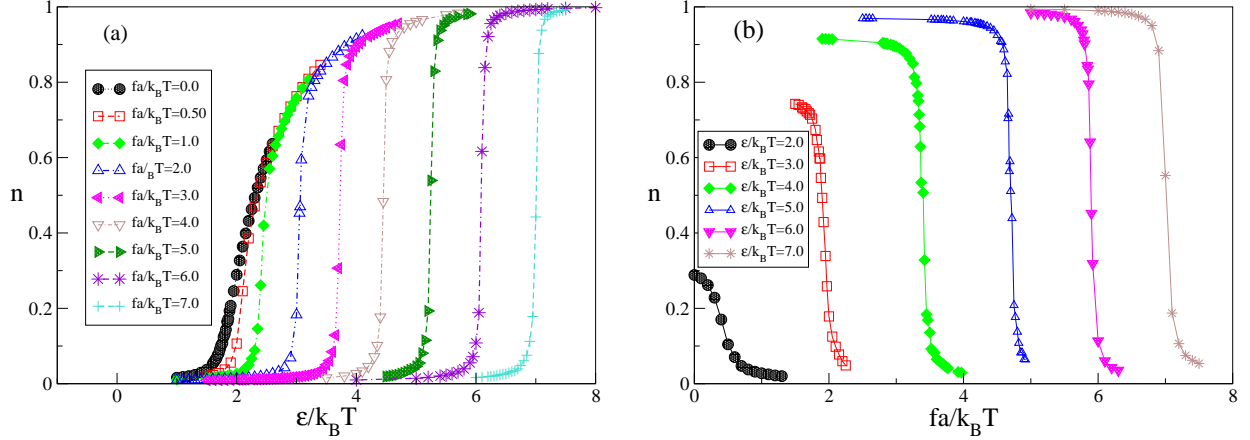 (a)
1
0.8
0.6
0.4
0.2
0
n
fa/k_BT=0.0
fa/k_BT=0.50
fa/k_BT=1.0
fa/_BT=2.0
fa/k_BT=3.0
fa/k_BT=4.0
fa/k_BT=5.0
fa/k_BT=6.0
fa/k_BT=7.0
0 2 4 6 8
ε/k_BT
(b)
1
0.8
0.6
0.4
0.2
0
n
ε/k_BT=2.0
ε/k_BT=3.0
ε/k_BT=4.0
ε/k_BT=5.0
ε/k_BT=6.0
ε/k_BT=7.0
0 2 4 6 8
fa/k_BT